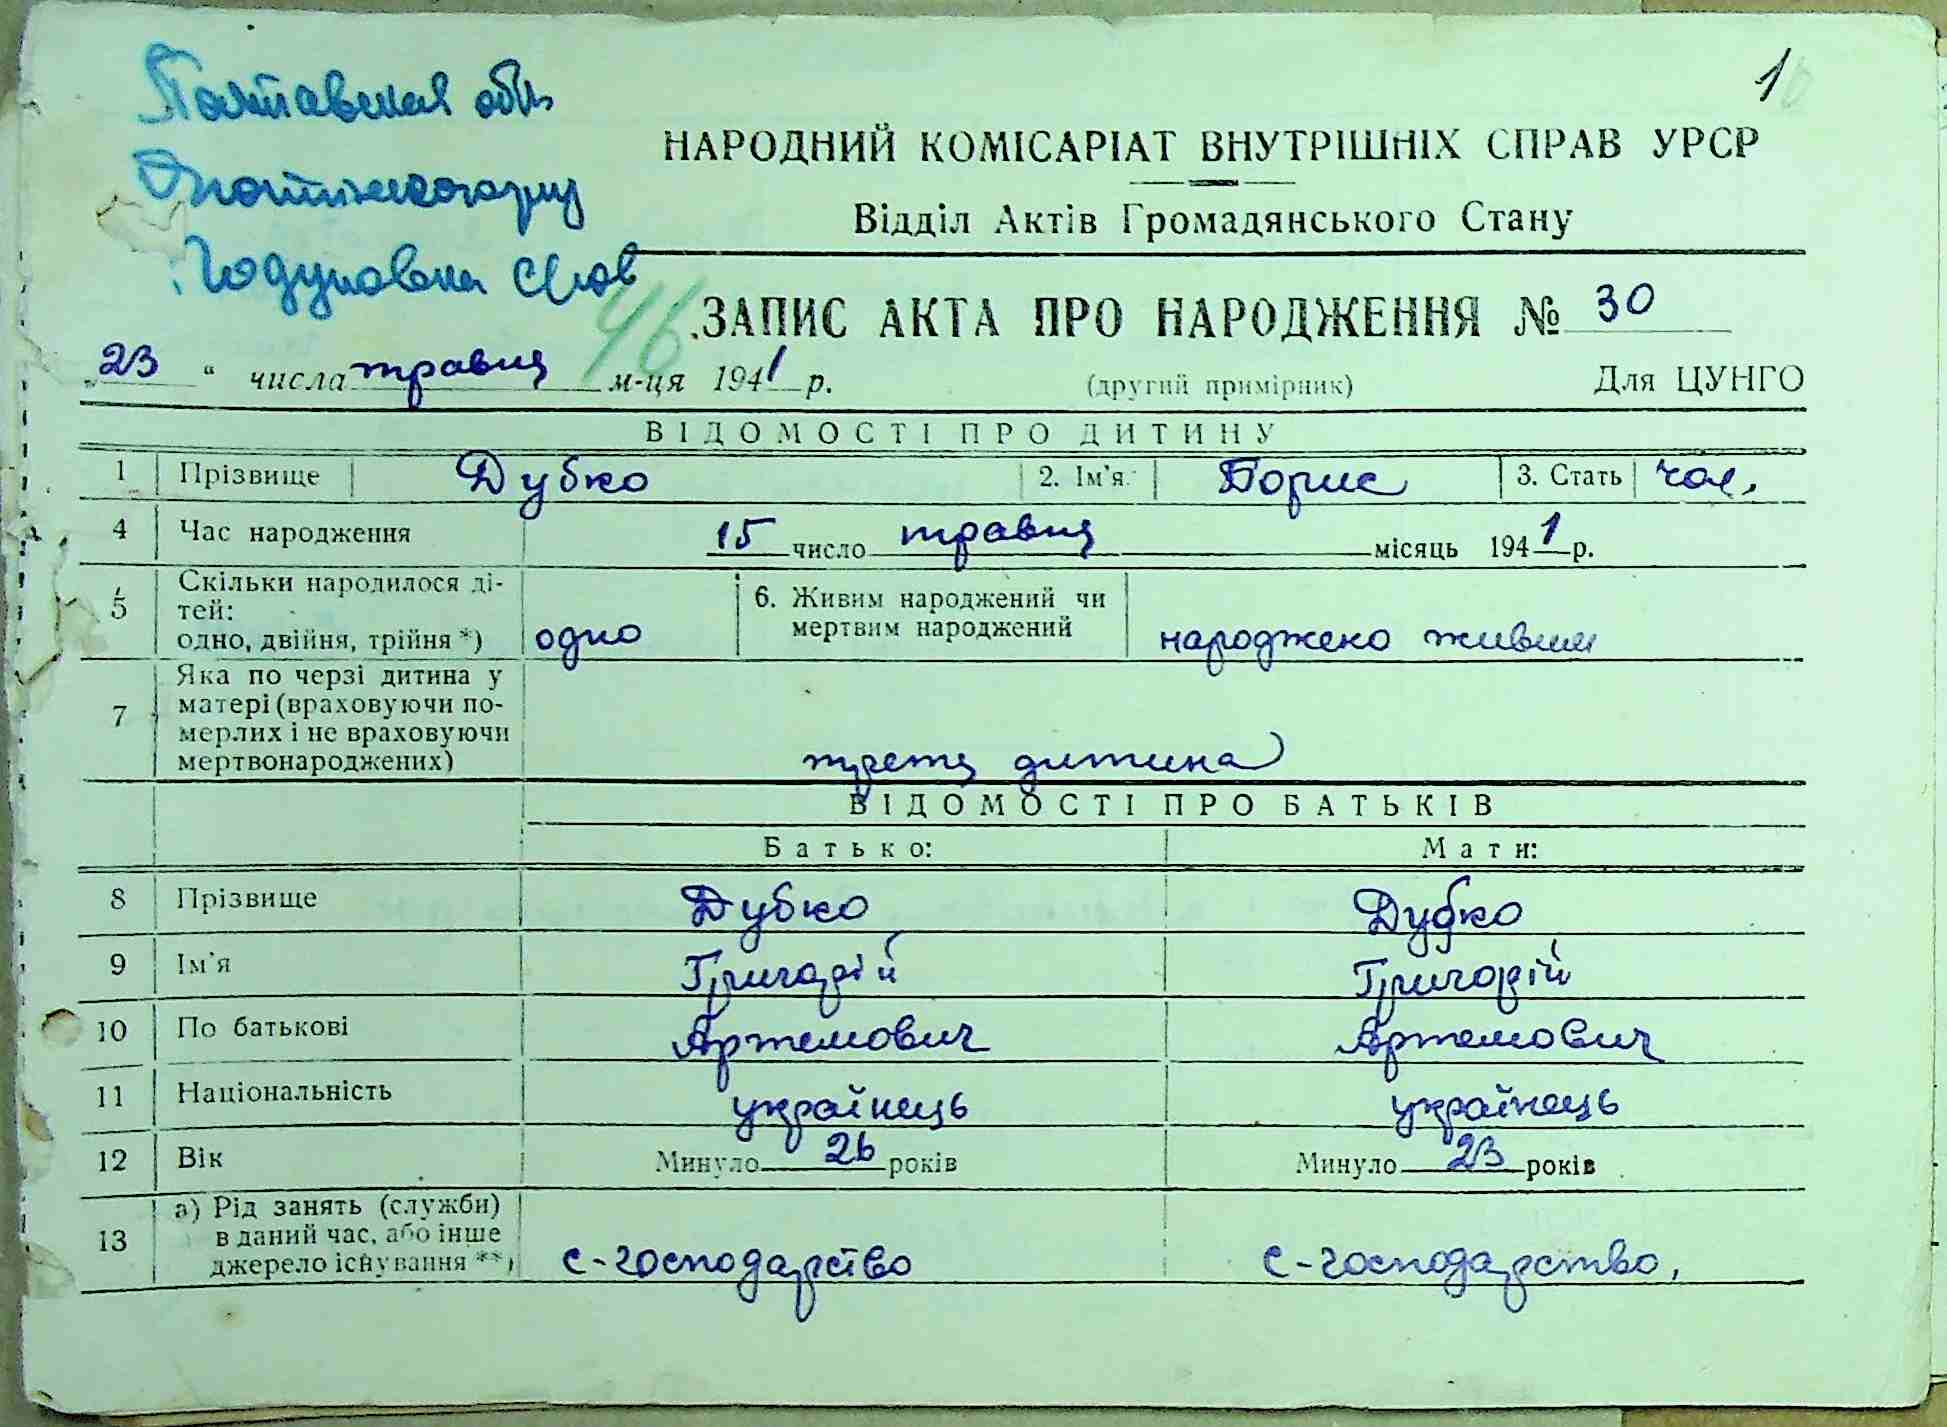 1
Полтавская обл
НАРОДНИЙ КОМІСАРІАТ ВНУТРІШНІХ СПРАВ УРСР
Відділ Актів Громадянського Стану
46 ЗАПИС АКТА ПРО НАРОДЖЕННЯ № 30
„23“ числа травня м-ця 1941 р. (другий примірник) Для ЦУНГО
ВІДОМОСТІ ПРО ДИТИНУ
1 Прізвище Дубко 2. Ім'я: Борис 3. Стать чол.
4 Час народження 15 число травня місяць 1941 р.
5 Скільки народилося ді-
тей:
одно, двійня, трійня *) одно 6. Живим народжений чи
мертвим народжений народжено живим
7 Яка по черзі дитина у
матері (враховуючи по-
мерлих і не враховуючи
мертвонароджених) третя дитина
ВІДОМОСТІ ПРО БАТЬКІВ
Батько: Мати:
8 Прізвище Дубко Дубко
9 Ім'я Григорій Григорій
10 По батькові Артемович Артемович
11 Національність українець українець
12 Вік Минуло 26 років Минуло 23 років
13 а) Рід занять (служби)
в даний час, або інше
джерело існування **) с-господарство с-господарство,